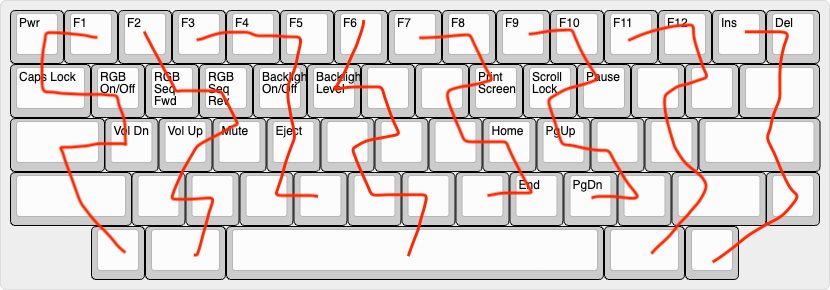 Pwr F1 F2 F3 F4 F5 F6 F7 F8 F9 F10 F11 F12 Ins Del
Caps Lock RGB On/Off RGB Seq Fwd RGB Seq Rev Backligh On/Off Backligh Level Print Screen Scroll Lock Pause
Vol Dn Vol Up Mute Eject Home PgUp
End PgDn